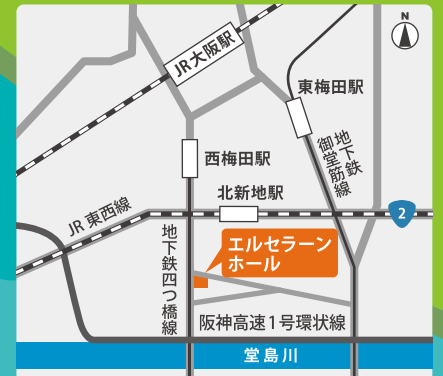 N
JR大阪駅
東梅田駅
地下鉄
御堂筋線
西梅田駅
北新地駅
2
JR 東西線
エルセラーン
ホール
地下鉄四つ橋線
阪神高速1号環状線
堂島川